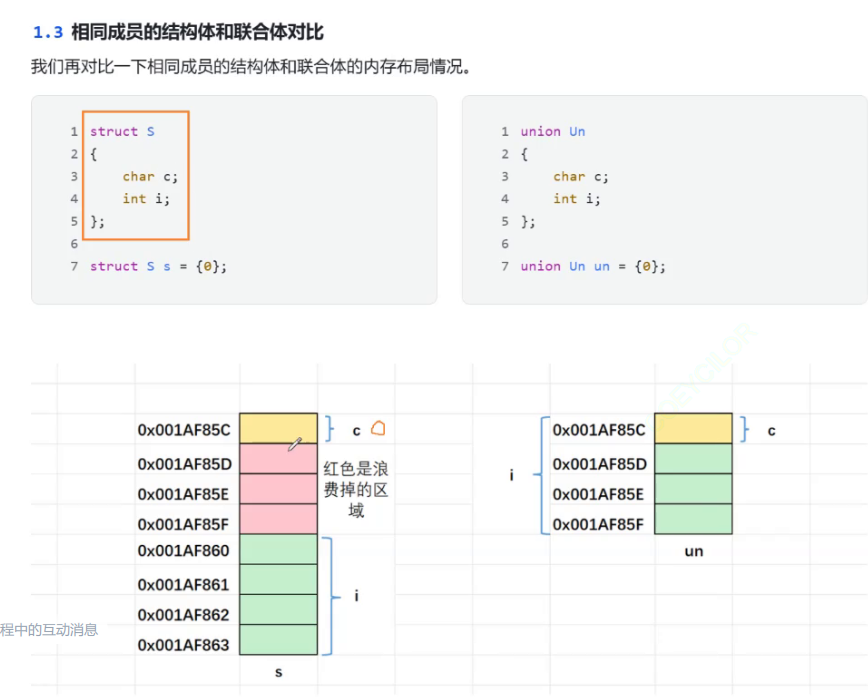 1.3 相同成员的结构体和联合体对比
我们再对比一下相同成员的结构体和联合体的内存布局情况。
1 struct S
2 {
3     char c;
4     int i;
5 };
6
7 struct S s = {0};
1 union Un
2 {
3     char c;
4     int i;
5 };
6
7 union Un un = {0};
0x001AF85C
c
0x001AF85D
0x001AF85E
0x001AF85F
红色是浪
费掉的区
域
0x001AF860
0x001AF861
0x001AF862
0x001AF863
i
s
i
0x001AF85C
c
0x001AF85D
0x001AF85E
0x001AF85F
un
程中的互动消息